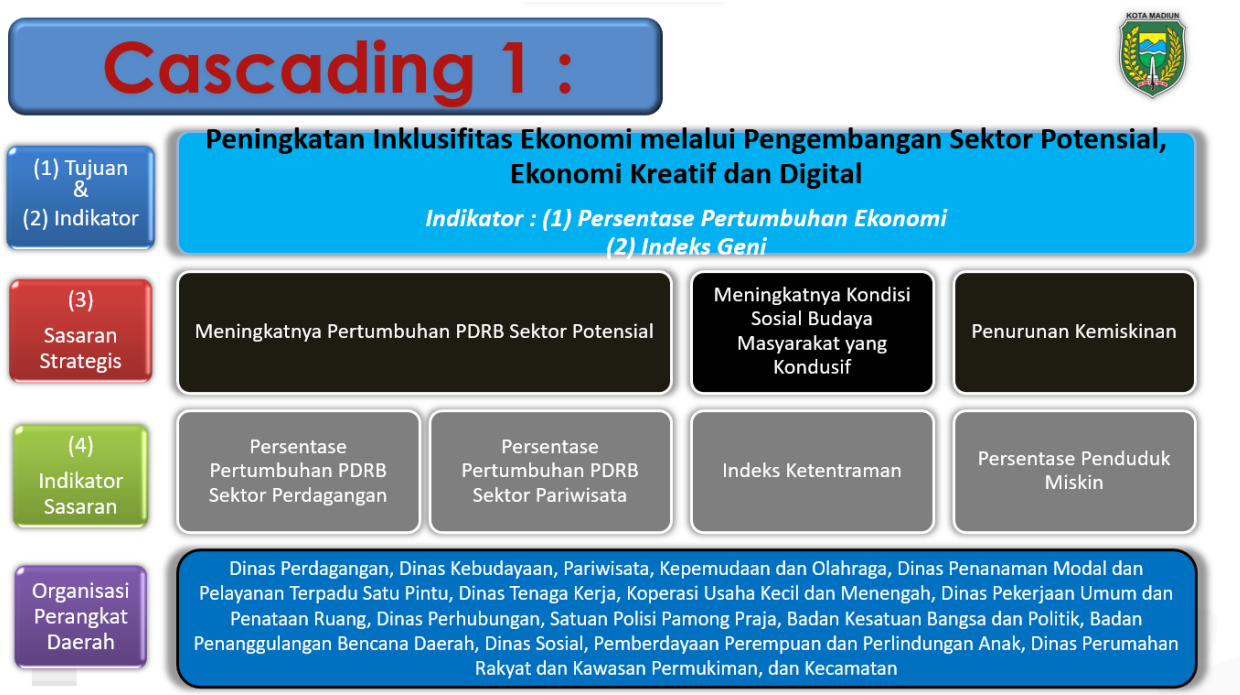 KOTA MADIUN
Cascading 1 :
(1) Tujuan
&
(2) Indikator
Peningkatan Inklusifitas Ekonomi melalui Pengembangan Sektor Potensial,
Ekonomi Kreatif dan Digital
Indikator : (1) Persentase Pertumbuhan Ekonomi
(2) Indeks Geni
(3)
Sasaran
Strategis
Meningkatnya Pertumbuhan PDRB Sektor Potensial
Meningkatnya Kondisi
Sosial Budaya
Masyarakat yang
Kondusif
Penurunan Kemiskinan
(4)
Indikator
Sasaran
Persentase
Pertumbuhan PDRB
Sektor Perdagangan
Persentase
Pertumbuhan PDRB
Sektor Pariwisata
Indeks Ketentraman
Persentase Penduduk
Miskin
Organisasi
Perangkat
Daerah
Dinas Perdagangan, Dinas Kebudayaan, Pariwisata, Kepemudaan dan Olahraga, Dinas Penanaman Modal dan
Pelayanan Terpadu Satu Pintu, Dinas Tenaga Kerja, Koperasi Usaha Kecil dan Menengah, Dinas Pekerjaan Umum dan
Penataan Ruang, Dinas Perhubungan, Satuan Polisi Pamong Praja, Badan Kesatuan Bangsa dan Politik, Badan
Penanggulangan Bencana Daerah, Dinas Sosial, Pemberdayaan Perempuan dan Perlindungan Anak, Dinas Perumahan
Rakyat dan Kawasan Permukiman, dan Kecamatan